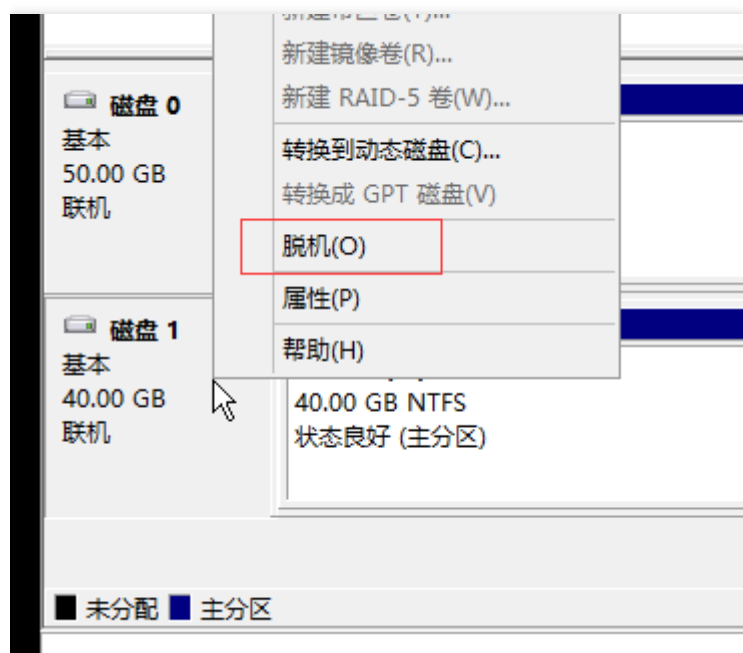 新建镜像卷(R)...
新建 RAID-5 卷(W)...
转换到动态磁盘(C)...
转换成 GPT 磁盘(V)
脱机(O)
属性(P)
帮助(H)
磁盘 0
基本
50.00 GB
联机
磁盘 1
基本
40.00 GB
联机
40.00 GB NTFS
状态良好 (主分区)
未分配 主分区